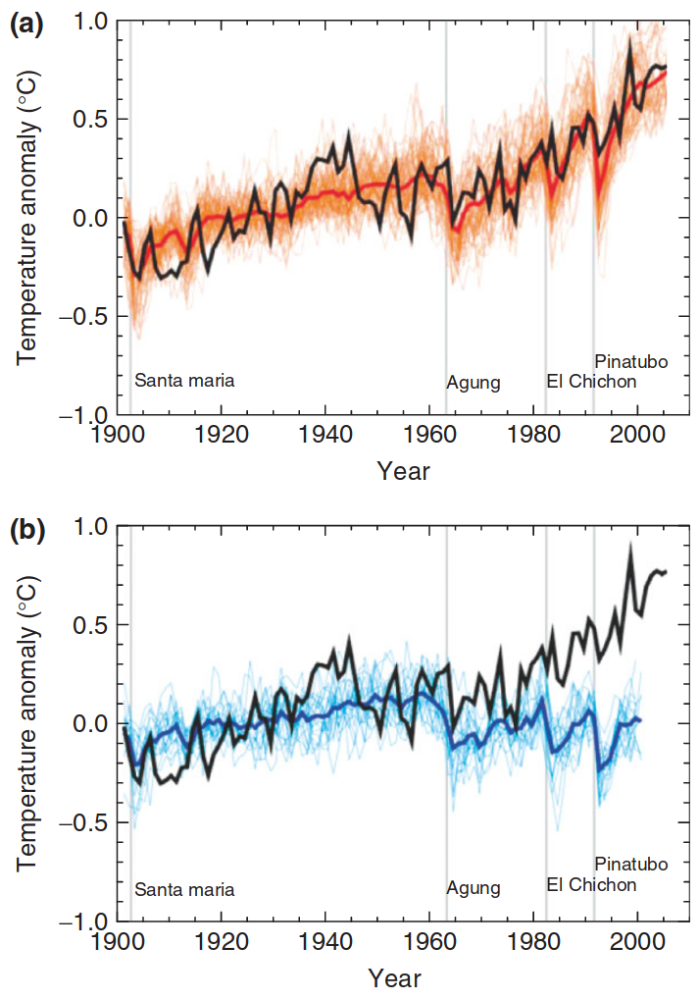 (a)
Temperature anomaly (°C)
1.0
0.5
0.0
−0.5
−1.0
Santa maria
Agung
El Chichon
Pinatubo
1900 1920 1940 1960 1980 2000
Year
(b)
Temperature anomaly (°C)
1.0
0.5
0.0
−0.5
−1.0
Santa maria
Agung
El Chichon
Pinatubo
1900 1920 1940 1960 1980 2000
Year